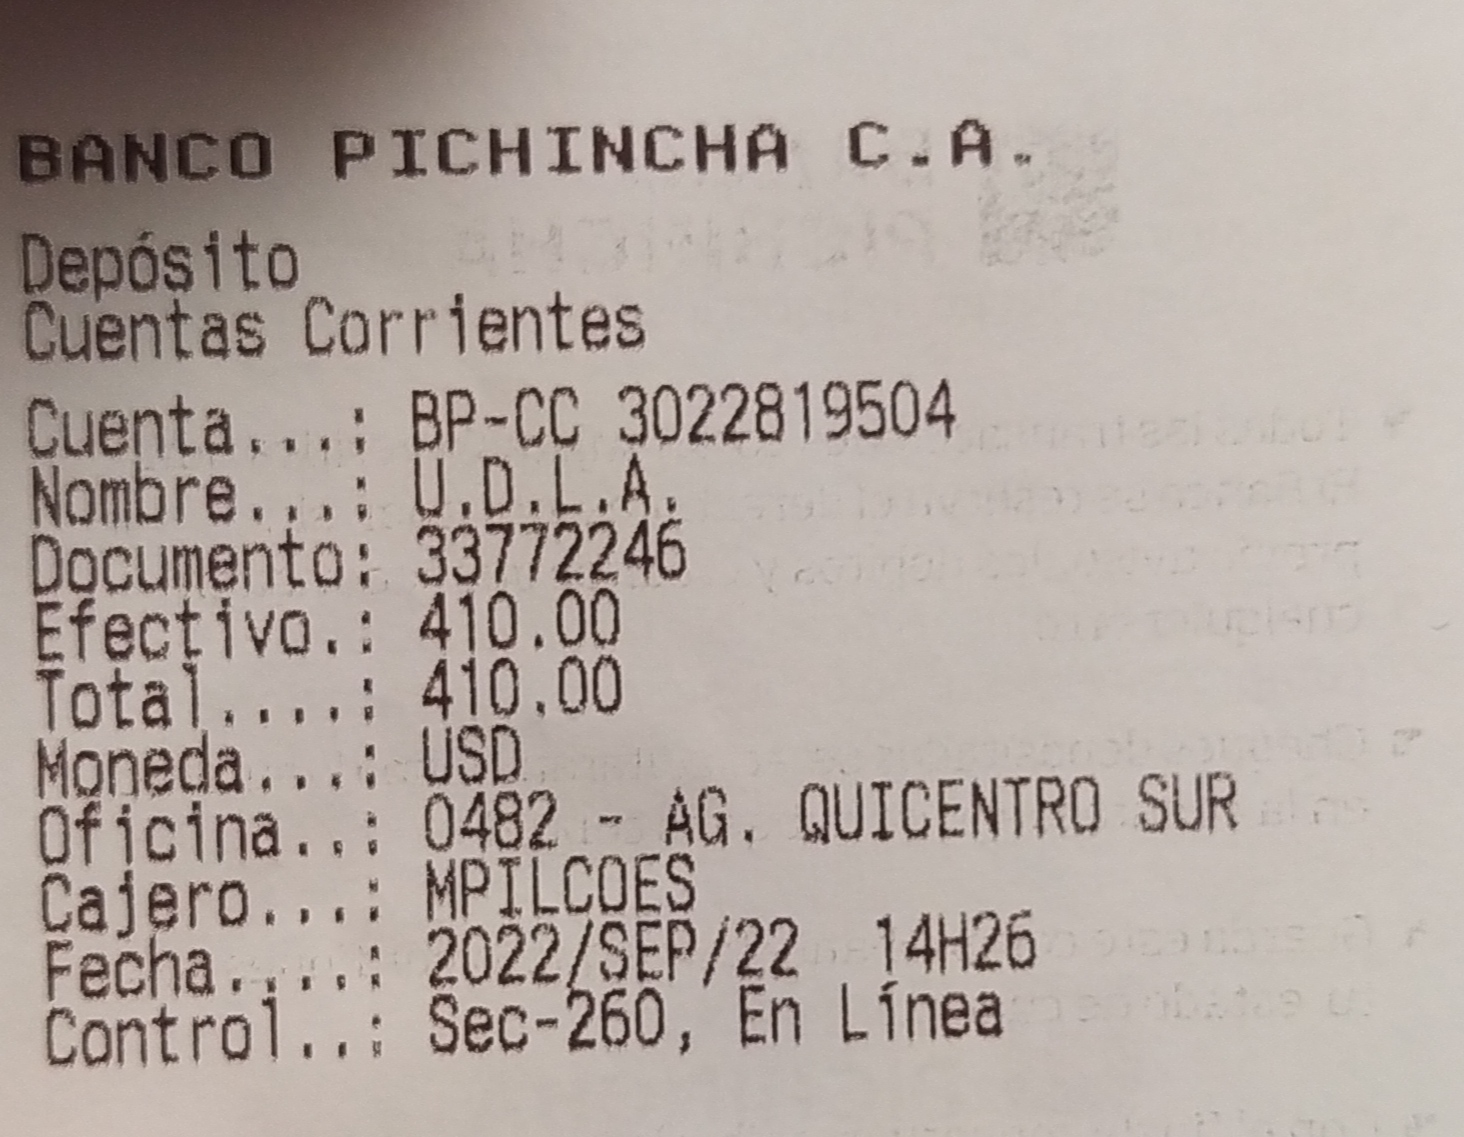 BANCO PICHINCHA C.A.
Depósito
Cuentas Corrientes
Cuenta...: BP-CC 3022819504
Nombre...: U.D.L.A.
Documento: 33772246
Efectivo.: 410.00
Total....: 410.00
Moneda...: USD
Oficina..: 0482 - AG. QUICENTRO SUR
Cajero...: MPILCOES
Fecha....: 2022/SEP/22 14H26
Control..: Sec-260, En Línea